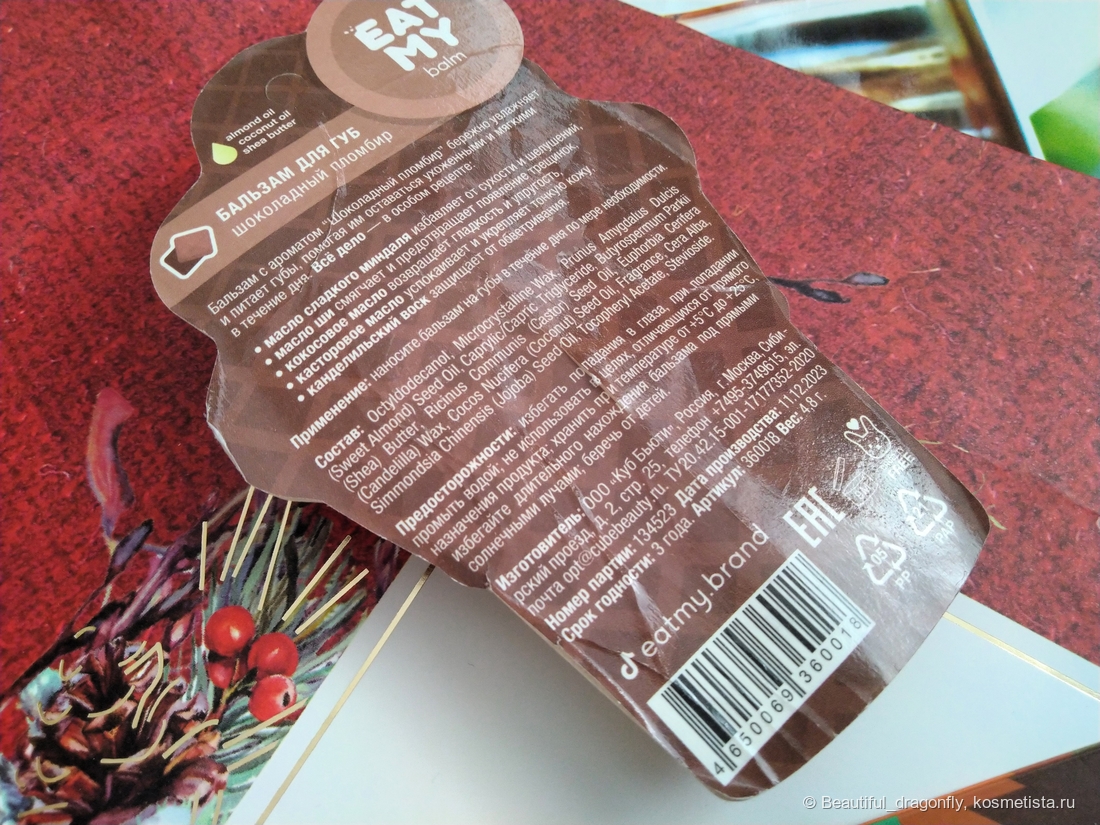 EAT
MY
balm
almond oil
coconut oil
shea butter
БАЛЬЗАМ ДЛЯ ГУБ
шоколадный пломбир
Бальзам с ароматом "Шоколадный пломбир" бережно увлажняет
и питает губы, помогая им оставаться ухоженными и мягкими
в течение дня. Всё дело — в особом рецепте:
• масло сладкого миндаля избавляет от сухости и шелушений,
• масло ши смягчает и предотвращает появление трещинок
• кокосовое масло возвращает гладкость и упругость,
• касторовое масло успокаивает и укрепляет тонкую кожу
• канделильский воск защищает от обветривания
Применение: наносите бальзам на губы в течение дня по мере необходимости.
Состав: Octyldodecanol, Microcrystalline Wax, Prunus Amygdalus Dulcis
(Sweet Almond) Seed Oil, Caprylic/Capric Triglyceride, Butyrospermum Parkii
(Shea) Butter, Ricinus Communis (Castor) Seed Oil, Euphorbia Cerifera
(Candelilla) Wax, Cocos Nucifera (Coconut) Seed Oil, Fragrance, Cera Alba,
Simmondsia Chinensis (Jojoba) Seed Oil, Tocopheryl Acetate, Stevioside.
Предосторожности: избегать попадания в глаза, при попадании
промыть водой; не использовать в целях, отличающихся от прямого
назначения продукта; хранить при температуре от +5°C до +25°C,
избегайте длительного нахождения бальзама под прямыми
солнечными лучами; беречь от детей.
Изготовитель: ООО «Куб Бьюти», Россия, г. Москва, Сиби-
рский проезд, д. 2, стр. 25, Телефон +7495-3749615, эл.
почта opt@cubebeauty.ru. ТУ 20.42.15-001-17177352-2020
Номер партии: 134523 Дата производства: 11.12.2023
Срок годности: 3 года. Артикул: 360018 Вес: 4,8 г.
eatmy.brand
EAC
05
PP
21
PAP
4 650069 360018
© Beautiful_dragonfly, kosmetista.ru